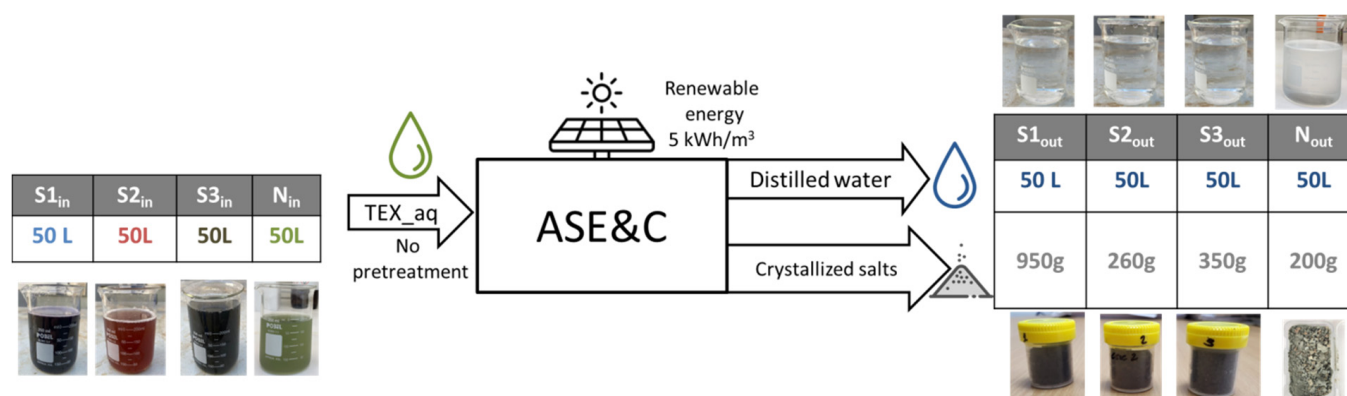 S1in S2in S3in Nin
50 L 50L 50L 50L
TEX_aq
No
pretreatment
Renewable
energy
5 kWh/m³
ASE&C
Distilled water
Crystallized salts
S1out S2out S3out Nout
50 L 50L 50L 50L
950g 260g 350g 200g